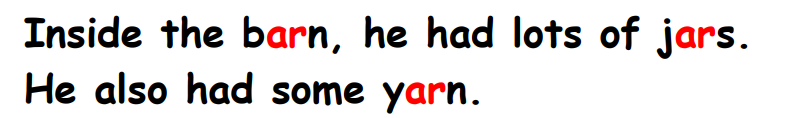 Inside the barn, he had lots of jars.
He also had some yarn.